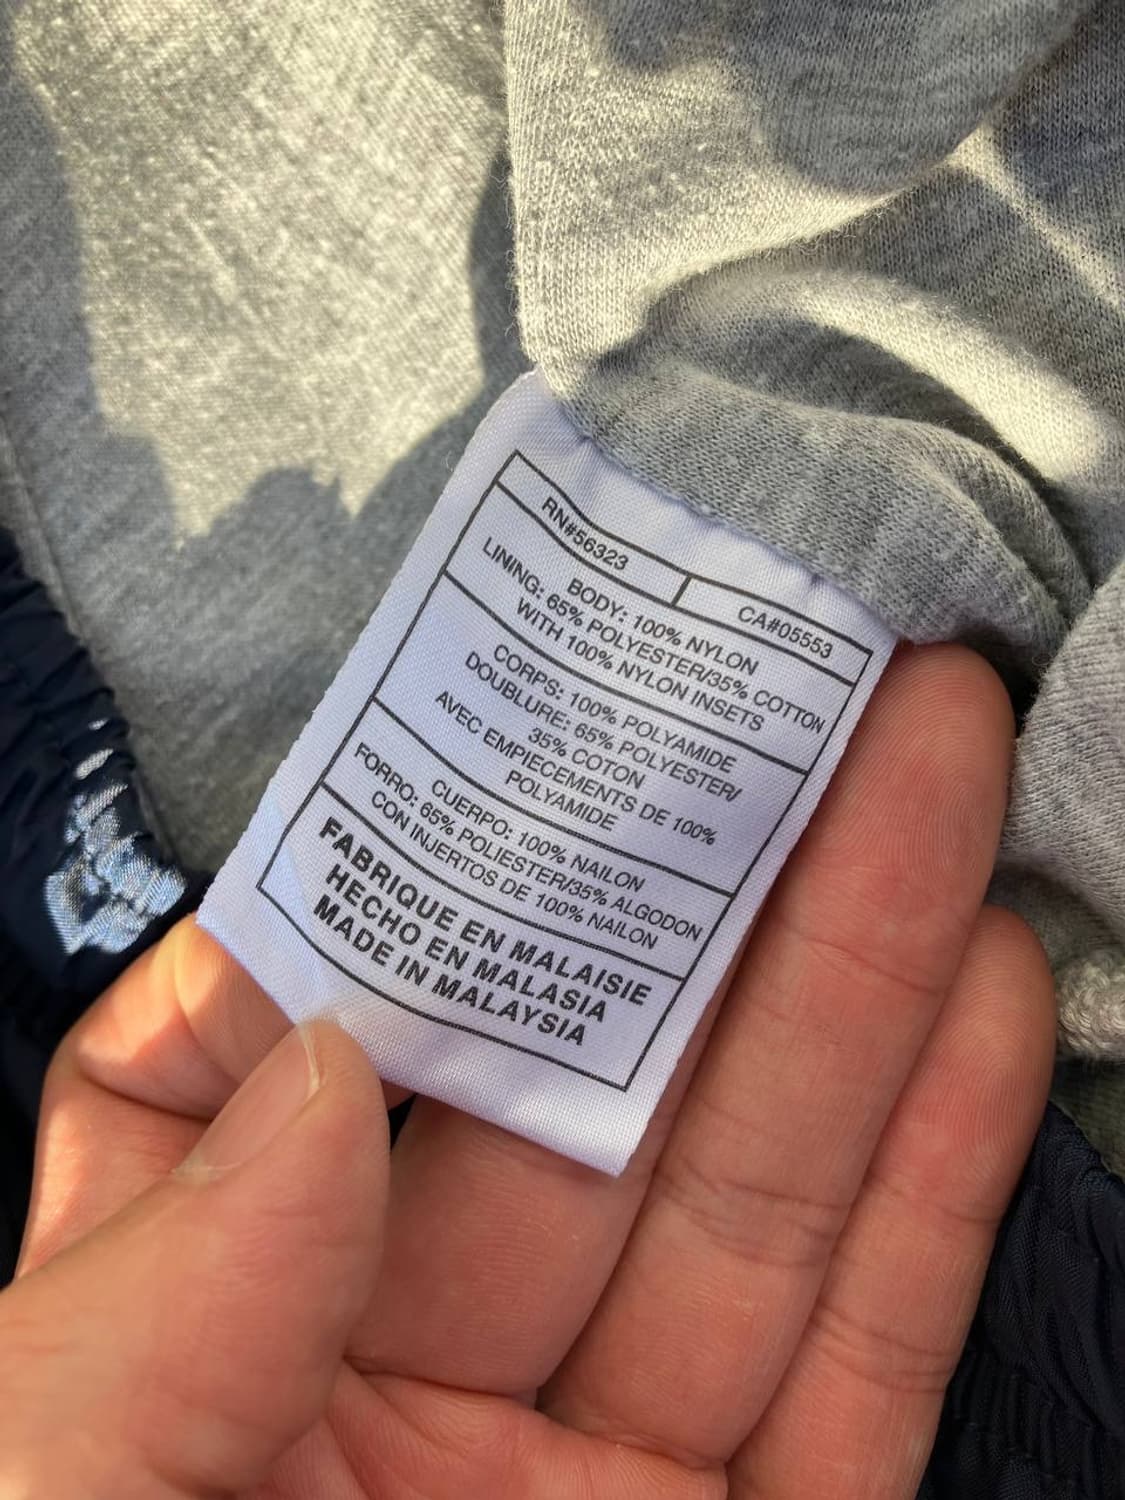 RN#56323 CA#05553
BODY: 100% NYLON
LINING: 65% POLYESTER/35% COTTON
WITH 100% NYLON INSETS
CORPS: 100% POLYAMIDE
DOUBLURE: 65% POLYESTER/
35% COTON
AVEC EMPIECEMENTS DE 100%
POLYAMIDE
CUERPO: 100% NAILON
FORRO: 65% POLIESTER/35% ALGODON
CON INJERTOS DE 100% NAILON
FABRIQUE EN MALAISIE
HECHO EN MALASIA
MADE IN MALAYSIA